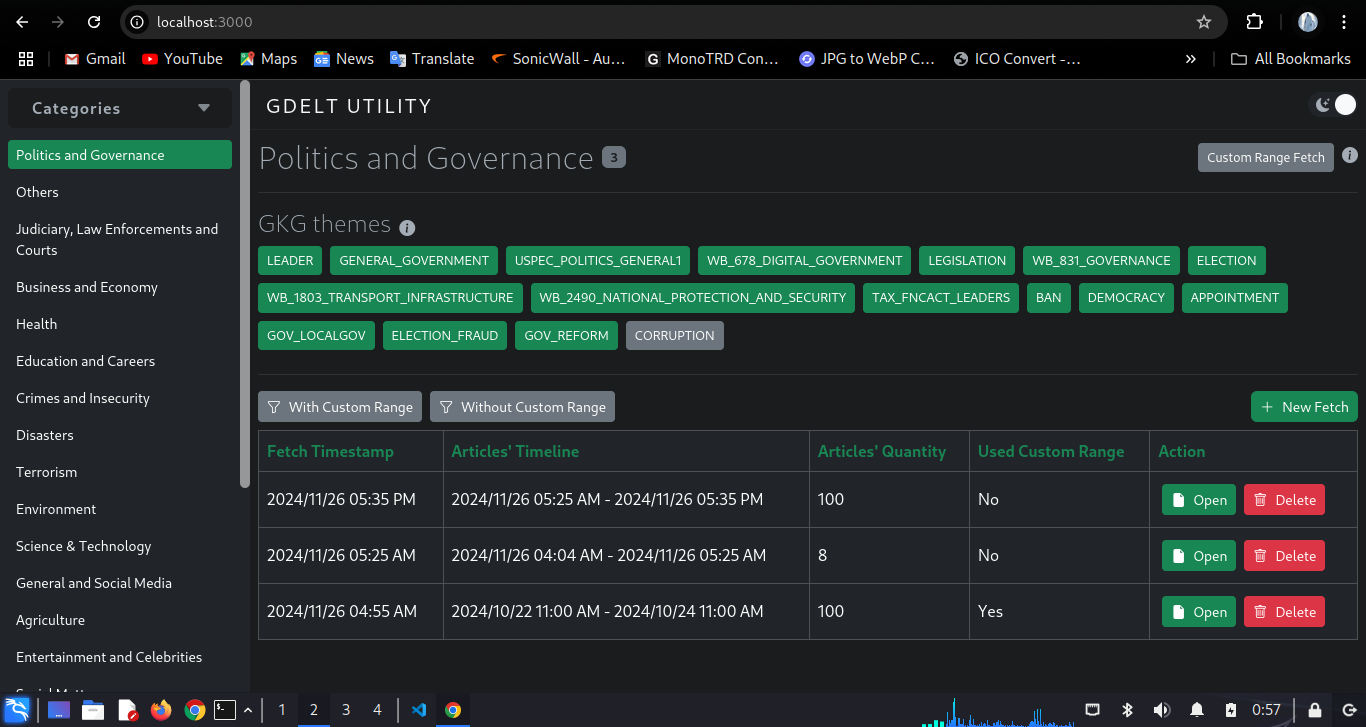 localhost:3000
Gmail YouTube Maps News Translate SonicWall - Au... MonoTRD Con... JPG to WebP C... ICO Convert -... » All Bookmarks
Categories
Politics and Governance
Others
Judiciary, Law Enforcements and
Courts
Business and Economy
Health
Education and Careers
Crimes and Insecurity
Disasters
Terrorism
Environment
Science & Technology
General and Social Media
Agriculture
Entertainment and Celebrities
GDELT UTILITY
Politics and Governance 3
Custom Range Fetch
GKG themes
LEADER GENERAL_GOVERNMENT USPEC_POLITICS_GENERAL1 WB_678_DIGITAL_GOVERNMENT LEGISLATION WB_831_GOVERNANCE ELECTION
WB_1803_TRANSPORT_INFRASTRUCTURE WB_2490_NATIONAL_PROTECTION_AND_SECURITY TAX_FNCACT_LEADERS BAN DEMOCRACY APPOINTMENT
GOV_LOCALGOV ELECTION_FRAUD GOV_REFORM CORRUPTION
With Custom Range Without Custom Range + New Fetch
Fetch Timestamp Articles' Timeline Articles' Quantity Used Custom Range Action
2024/11/26 05:35 PM 2024/11/26 05:25 AM - 2024/11/26 05:35 PM 100 No Open Delete
2024/11/26 05:25 AM 2024/11/26 04:04 AM - 2024/11/26 05:25 AM 8 No Open Delete
2024/11/26 04:55 AM 2024/10/22 11:00 AM - 2024/10/24 11:00 AM 100 Yes Open Delete
1 2 3 4 0:57